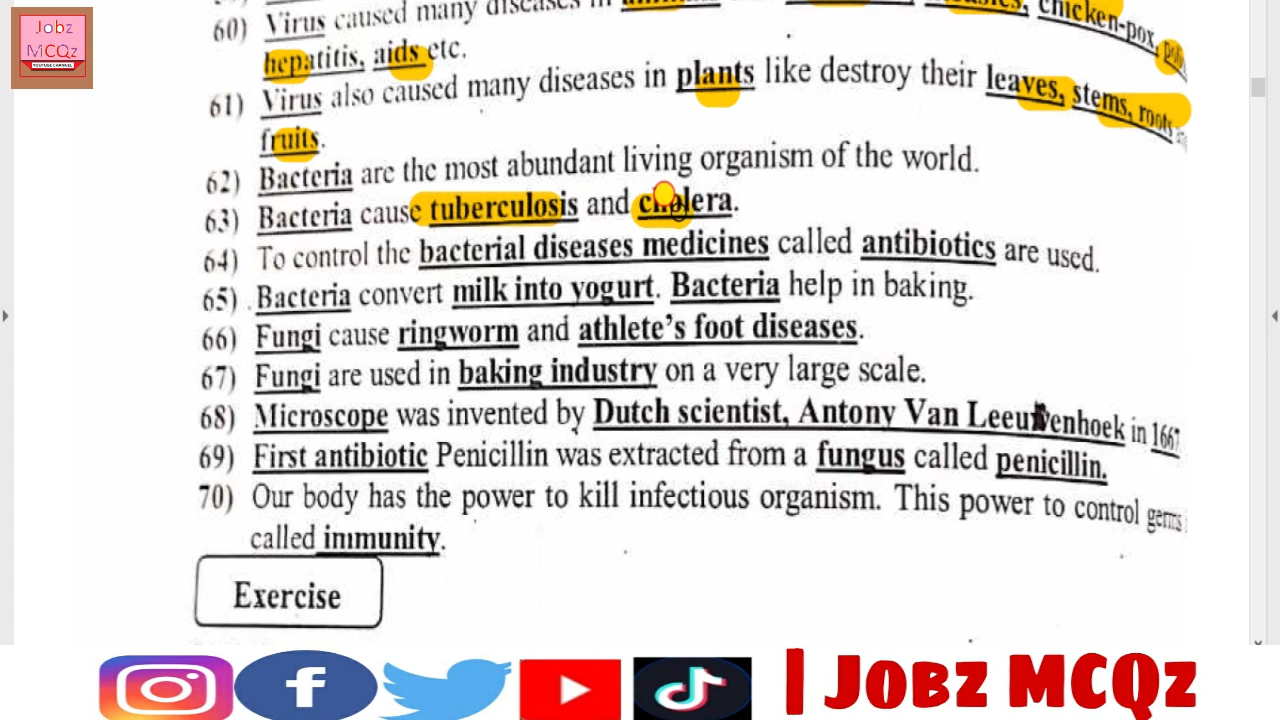 Jobz
MCQz
YOUTUBE CHANNEL
60) Virus caused many diseases in chicken-pox,
hepatitis, aids etc.
61) Virus also caused many diseases in plants like destroy their leaves, stems, roots
fruits.
62) Bacteria are the most abundant living organism of the world.
63) Bacteria cause tuberculosis and cholera.
64) To control the bacterial diseases medicines called antibiotics are used.
65) Bacteria convert milk into yogurt. Bacteria help in baking.
66) Fungi cause ringworm and athlete's foot diseases.
67) Fungi are used in baking industry on a very large scale.
68) Microscope was invented by Dutch scientist, Antony Van Leeuwenhoek in 1667
69) First antibiotic Penicillin was extracted from a fungus called penicillin.
70) Our body has the power to kill infectious organism. This power to control germs
called immunity.
Exercise
| Jobz MCQz